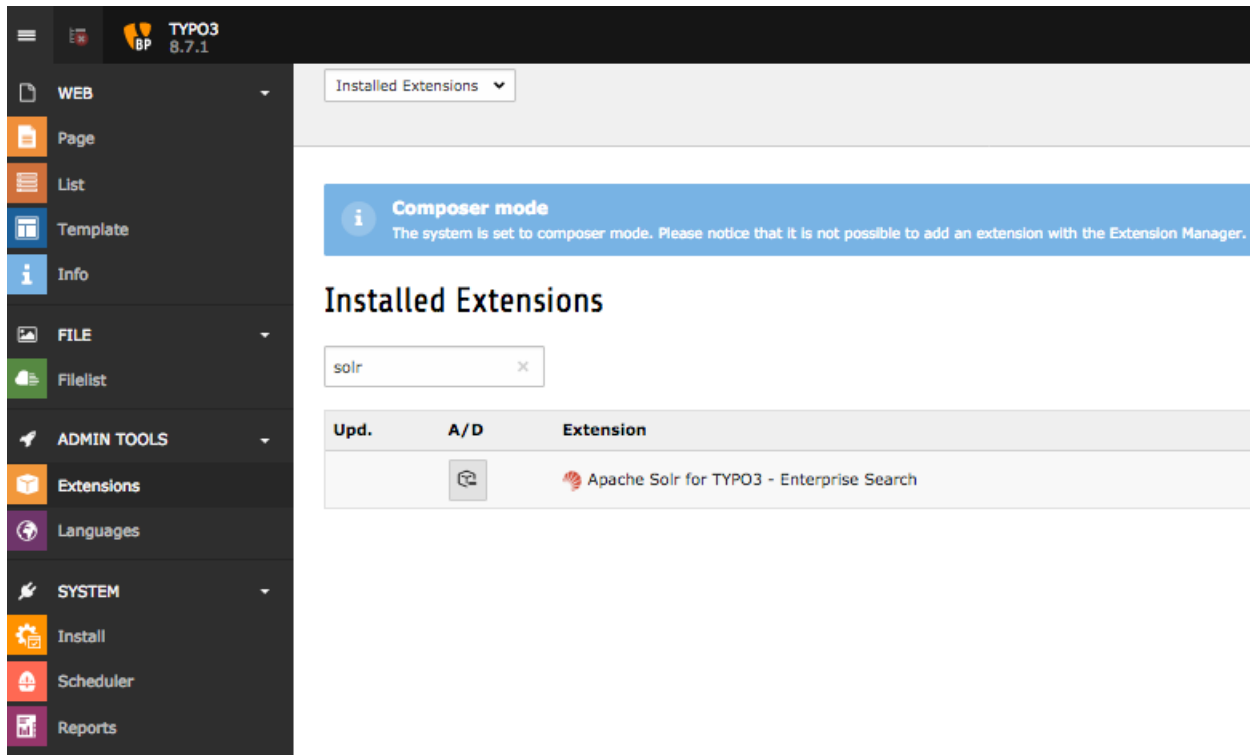 TYPO3
8.7.1
BP
WEB
Page
List
Template
Info
FILE
Filelist
ADMIN TOOLS
Extensions
Languages
SYSTEM
Install
Scheduler
Reports
Installed Extensions
Composer mode
The system is set to composer mode. Please notice that it is not possible to add an extension with the Extension Manager.
Installed Extensions
solr
Upd. A/D Extension
Apache Solr for TYPO3 - Enterprise Search